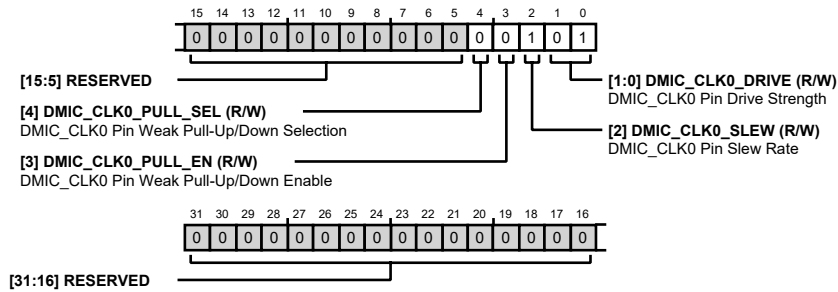 15 14 13 12 11 10 9 8 7 6 5 4 3 2 1 0
0 0 0 0 0 0 0 0 0 0 0 0 0 1 0 1
[15:5] RESERVED
[4] DMIC_CLK0_PULL_SEL (R/W)
DMIC_CLK0 Pin Weak Pull-Up/Down Selection
[3] DMIC_CLK0_PULL_EN (R/W)
DMIC_CLK0 Pin Weak Pull-Up/Down Enable
[1:0] DMIC_CLK0_DRIVE (R/W)
DMIC_CLK0 Pin Drive Strength
[2] DMIC_CLK0_SLEW (R/W)
DMIC_CLK0 Pin Slew Rate
31 30 29 28 27 26 25 24 23 22 21 20 19 18 17 16
0 0 0 0 0 0 0 0 0 0 0 0 0 0 0 0
[31:16] RESERVED